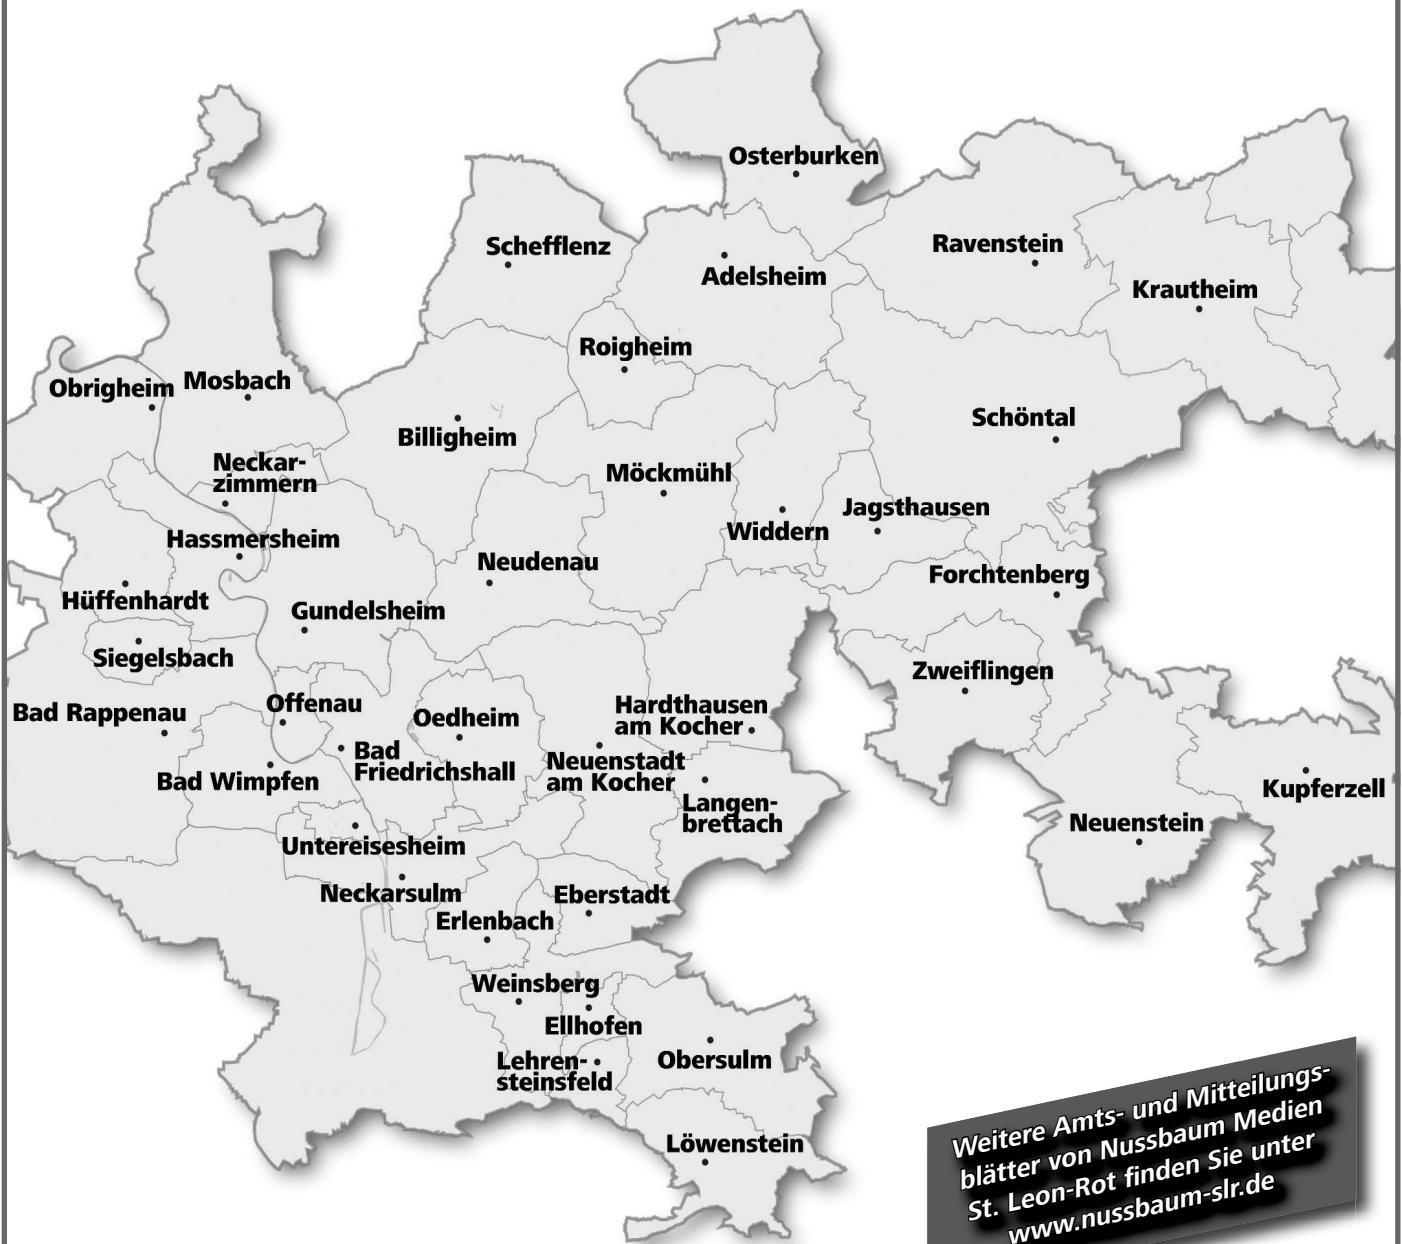 Osterburken
Schefflenz
Ravenstein
Adelsheim
Krautheim
Roigheim
Obrigheim
Mosbach
Schöntal
Billigheim
Neckar-
zimmern
Möckmühl
Jagsthausen
Widdern
Hassmersheim
Neudenau
Forchtenberg
Hüffenhardt
Gundelsheim
Siegelsbach
Zweiflingen
Offenau
Hardthausen
am Kocher
Bad Rappenau
Oedheim
Bad
Friedrichshall
Neuenstadt
am Kocher
Bad Wimpfen
Kupferzell
Langen-
brettach
Neuenstein
Untereisesheim
Neckarsulm
Eberstadt
Erlenbach
Weinsberg
Ellhofen
Lehren-
steinsfeld
Obersulm
Löwenstein
Weitere Amts- und Mitteilungs-
blätter von Nussbaum Medien
St. Leon-Rot finden Sie unter
www.nussbaum-slr.de